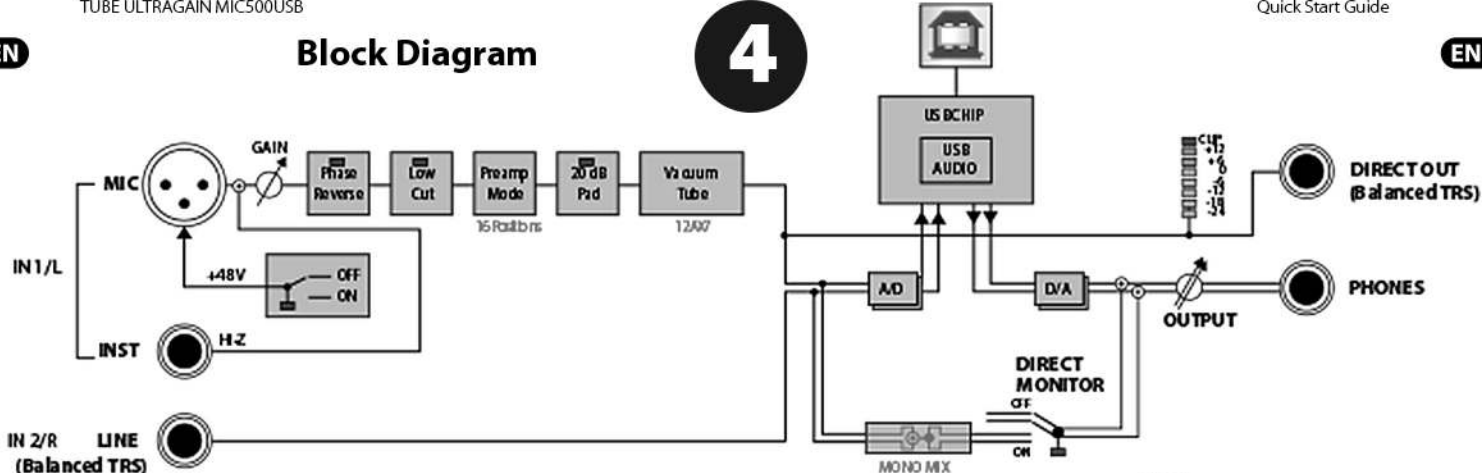 TUBE ULTRAGAIN MIC500USB
Quick Start Guide
EN
Block Diagram
4
EN
USBCHIP
USB
AUDIO
GAIN
MIC
Phase
Reverse
Low
Cut
Preamp
Mode
16 Positions
20 dB
Pad
Vacuum
Tube
12AX7
CLIP
+12
+6
0
-6
-12
-18
-24
DIRECT OUT
(Balanced TRS)
IN 1/L
+48V
OFF
ON
A/D
D/A
OUTPUT
PHONES
INST
HI-Z
DIRECT
MONITOR
OFF
ON
MONO MIX
IN 2/R
LINE
(Balanced TRS)